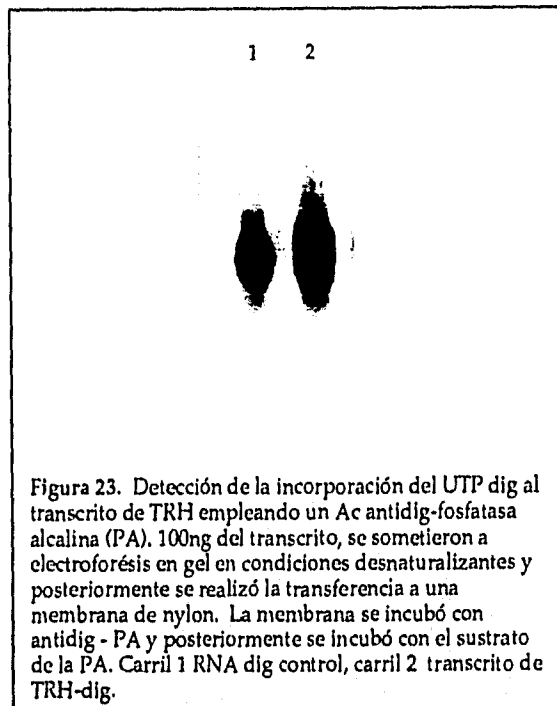 1 2
Figura 23. Detección de la incorporación del UTP dig al
transcrito de TRH empleando un Ac antidig-fosfatasa
alcalina (PA). 100ng del transcrito, se sometieron a
electroforésis en gel en condiciones desnaturalizantes y
posteriormente se realizó la transferencia a una
membrana de nylon. La membrana se incubó con
antidig - PA y posteriormente se incubó con el sustrato
de la PA. Carril 1 RNA dig control, carril 2 transcrito de
TRH-dig.